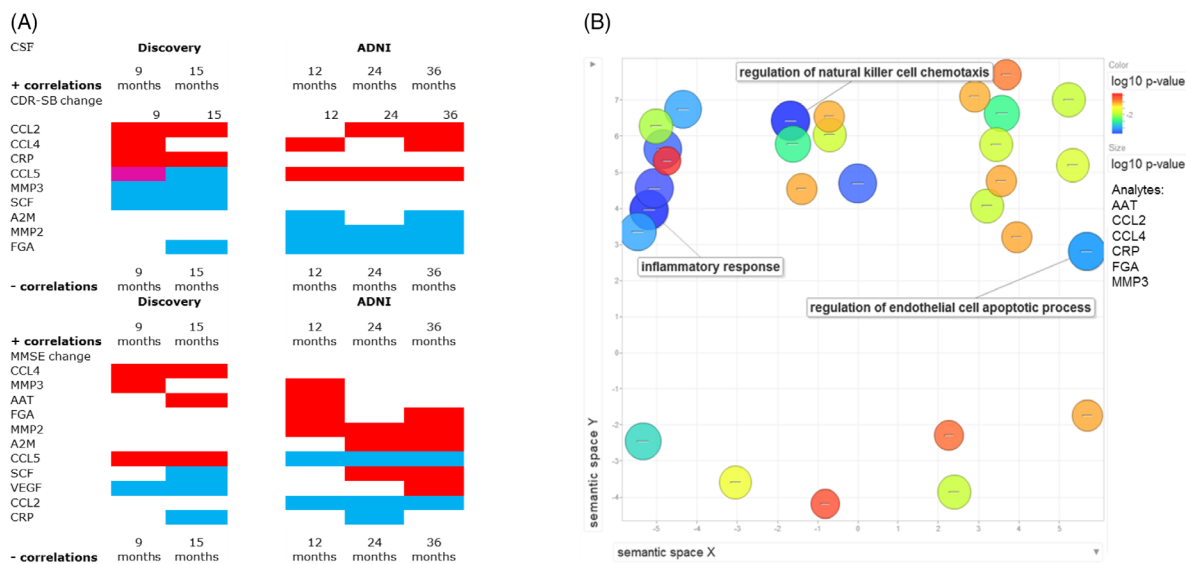 (A)
CSF
Discovery
ADNI
9 15 12 24 36
+ correlations months months months months months
CDR-SB change
9 15 12 24 36
CCL2
CCL4
CRP
CCL5
MMP3
SCF
A2M
MMP2
FGA
9 15 12 24 36
- correlations months months months months months
Discovery
ADNI
9 15 12 24 36
+ correlations months months months months months
MMSE change
CCL4
MMP3
AAT
FGA
MMP2
A2M
CCL5
SCF
VEGF
CCL2
CRP
9 15 12 24 36
- correlations months months months months months
(B)
regulation of natural killer cell chemotaxis
inflammatory response
regulation of endothelial cell apoptotic process
semantic space Y
7
6
5
4
3
2
1
0
-1
-2
-3
-4
-5 -4 -3 -2 -1 0 1 2 3 4 5
semantic space X
Color
log10 p-value
-2
Size
log10 p-value
Analytes:
AAT
CCL2
CCL4
CRP
FGA
MMP3